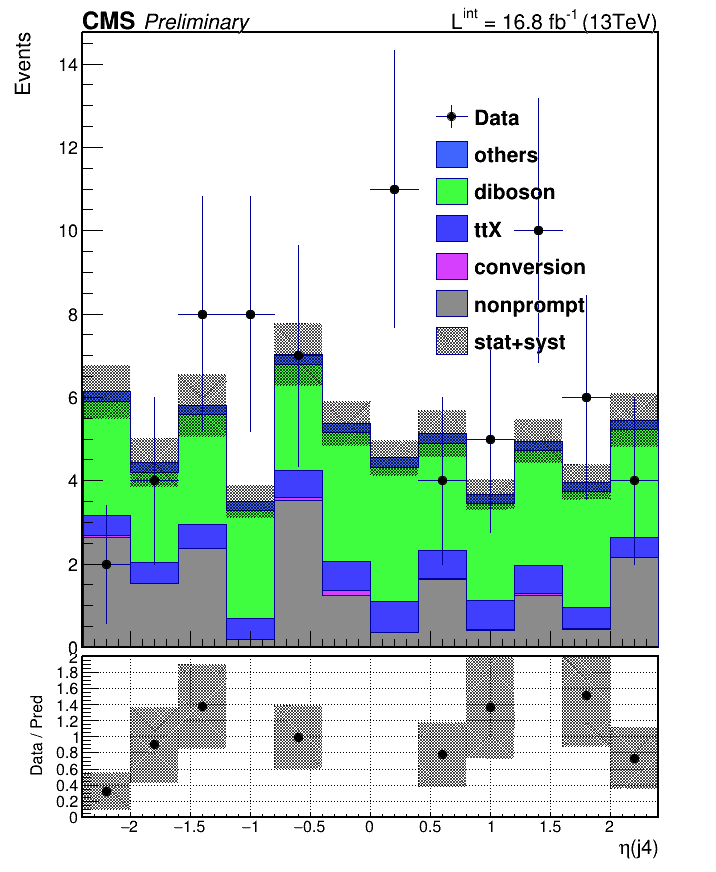 CMS Preliminary L^int = 16.8 fb^-1 (13TeV)
Events
14
12
10
8
6
4
2
0
Data
others
diboson
ttX
conversion
nonprompt
stat+syst
Data / Pred
2
1.8
1.6
1.4
1.2
1
0.8
0.6
0.4
0.2
0
−2 −1.5 −1 −0.5 0 0.5 1 1.5 2
η(j4)